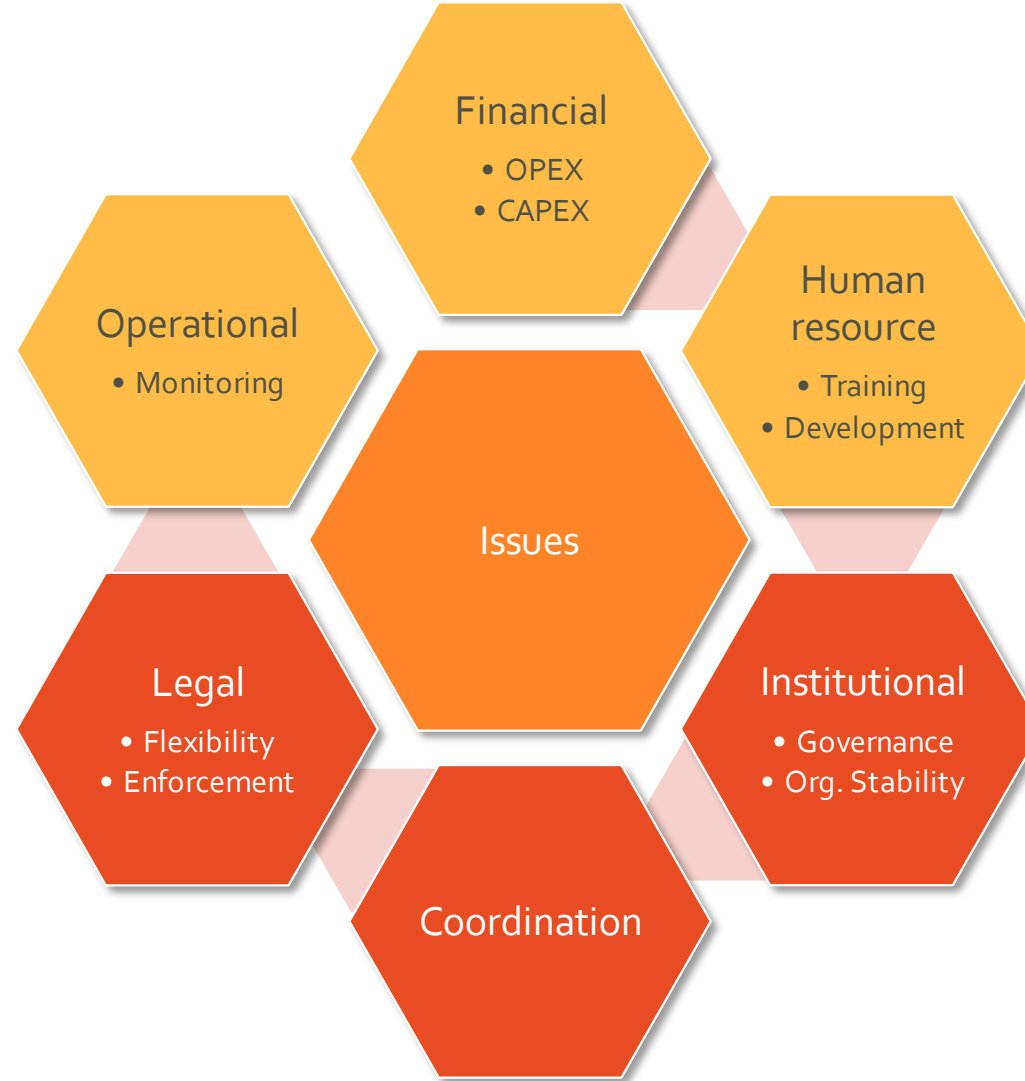 Financial
• OPEX
• CAPEX
Human
resource
• Training
• Development
Operational
• Monitoring
Issues
Legal
• Flexibility
• Enforcement
Institutional
• Governance
• Org. Stability
Coordination